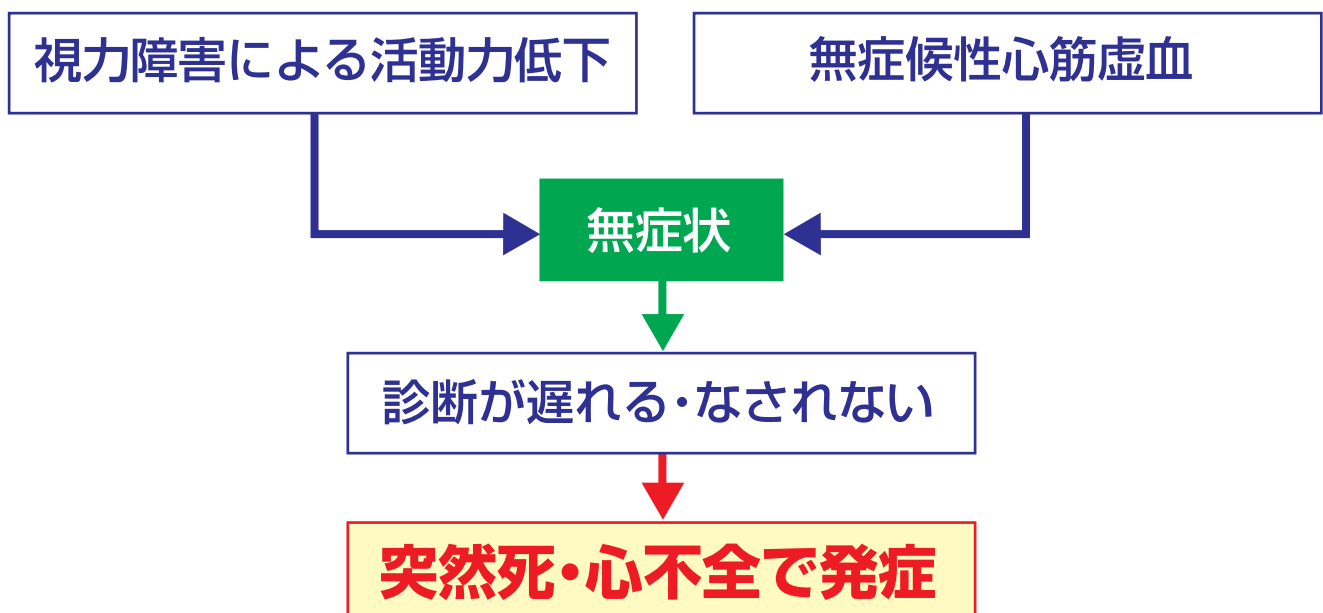 視力障害による活動力低下
無症候性心筋虚血
無症状
診断が遅れる・なされない
突然死・心不全で発症